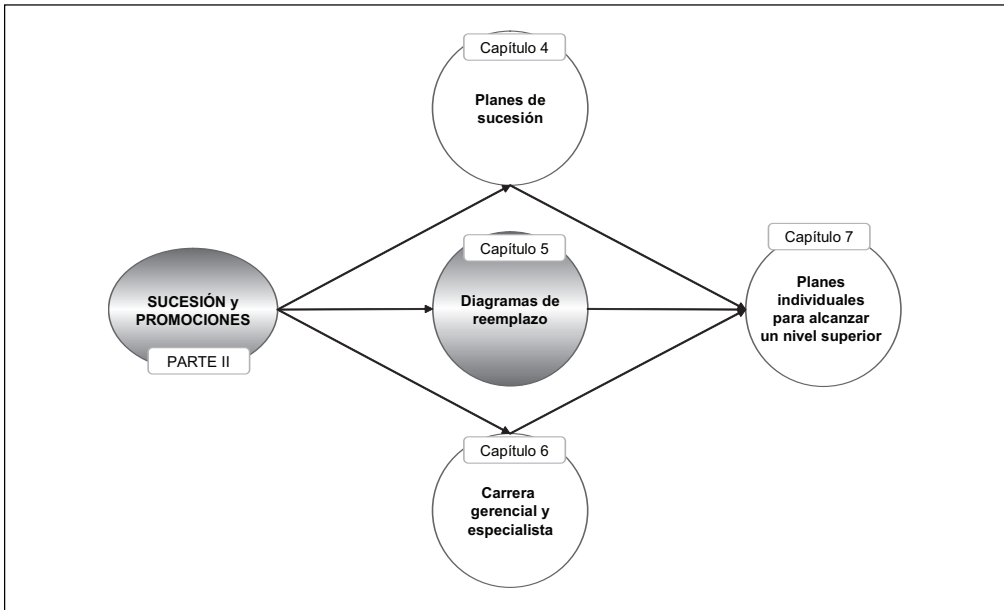 Capítulo 4
Planes de
sucesión
SUCESIÓN y
PROMOCIONES
PARTE II
Capítulo 5
Diagramas de
reemplazo
Capítulo 7
Planes
individuales
para alcanzar
un nivel superior
Capítulo 6
Carrera
gerencial y
especialista